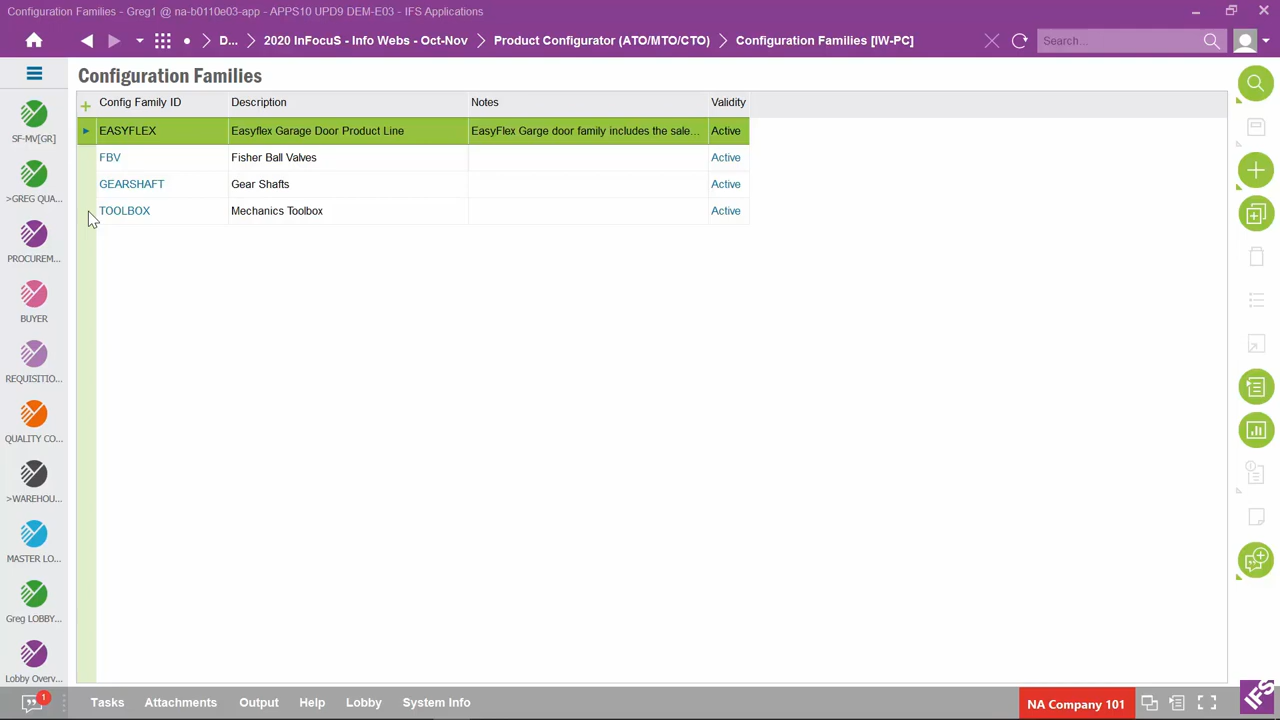 Configuration Families - Greg1 @ na-b0110e03-app - APPS10 UPD9 DEM-E03 - IFS Applications
D... 2020 InFocuS - Info Webs - Oct-Nov Product Configurator (ATO/MTO/CTO) Configuration Families [IW-PC] Search...
Configuration Families
Config Family ID Description Notes Validity
EASYFLEX Easyflex Garage Door Product Line EasyFlex Garge door family includes the sale... Active
FBV Fisher Ball Valves Active
GEARSHAFT Gear Shafts Active
TOOLBOX Mechanics Toolbox Active
SF-MV[GR]
>GREG QUA...
PROCUREM...
BUYER
REQUISITIO...
QUALITY CO...
>WAREHOU...
MASTER LO...
Greg LOBBY...
Lobby Overv...
1 Tasks Attachments Output Help Lobby System Info NA Company 101 IFS